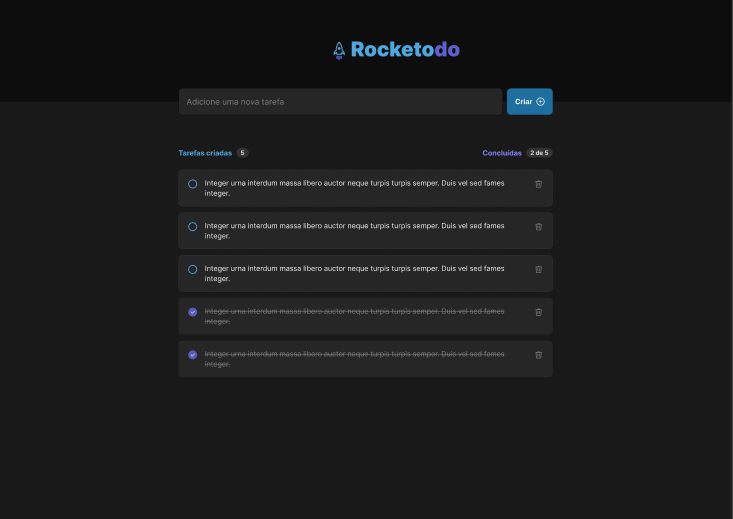 Rocketodo
Adicione uma nova tarefa
Criar
Tarefas criadas 5
Concluídas 2 de 5
Integer urna interdum massa libero auctor neque turpis turpis semper. Duis vel sed fames
integer.
Integer urna interdum massa libero auctor neque turpis turpis semper. Duis vel sed fames
integer.
Integer urna interdum massa libero auctor neque turpis turpis semper. Duis vel sed fames
integer.
Integer urna interdum massa libero auctor neque turpis turpis semper. Duis vel sed fames
integer.
Integer urna interdum massa libero auctor neque turpis turpis semper. Duis vel sed fames
integer.